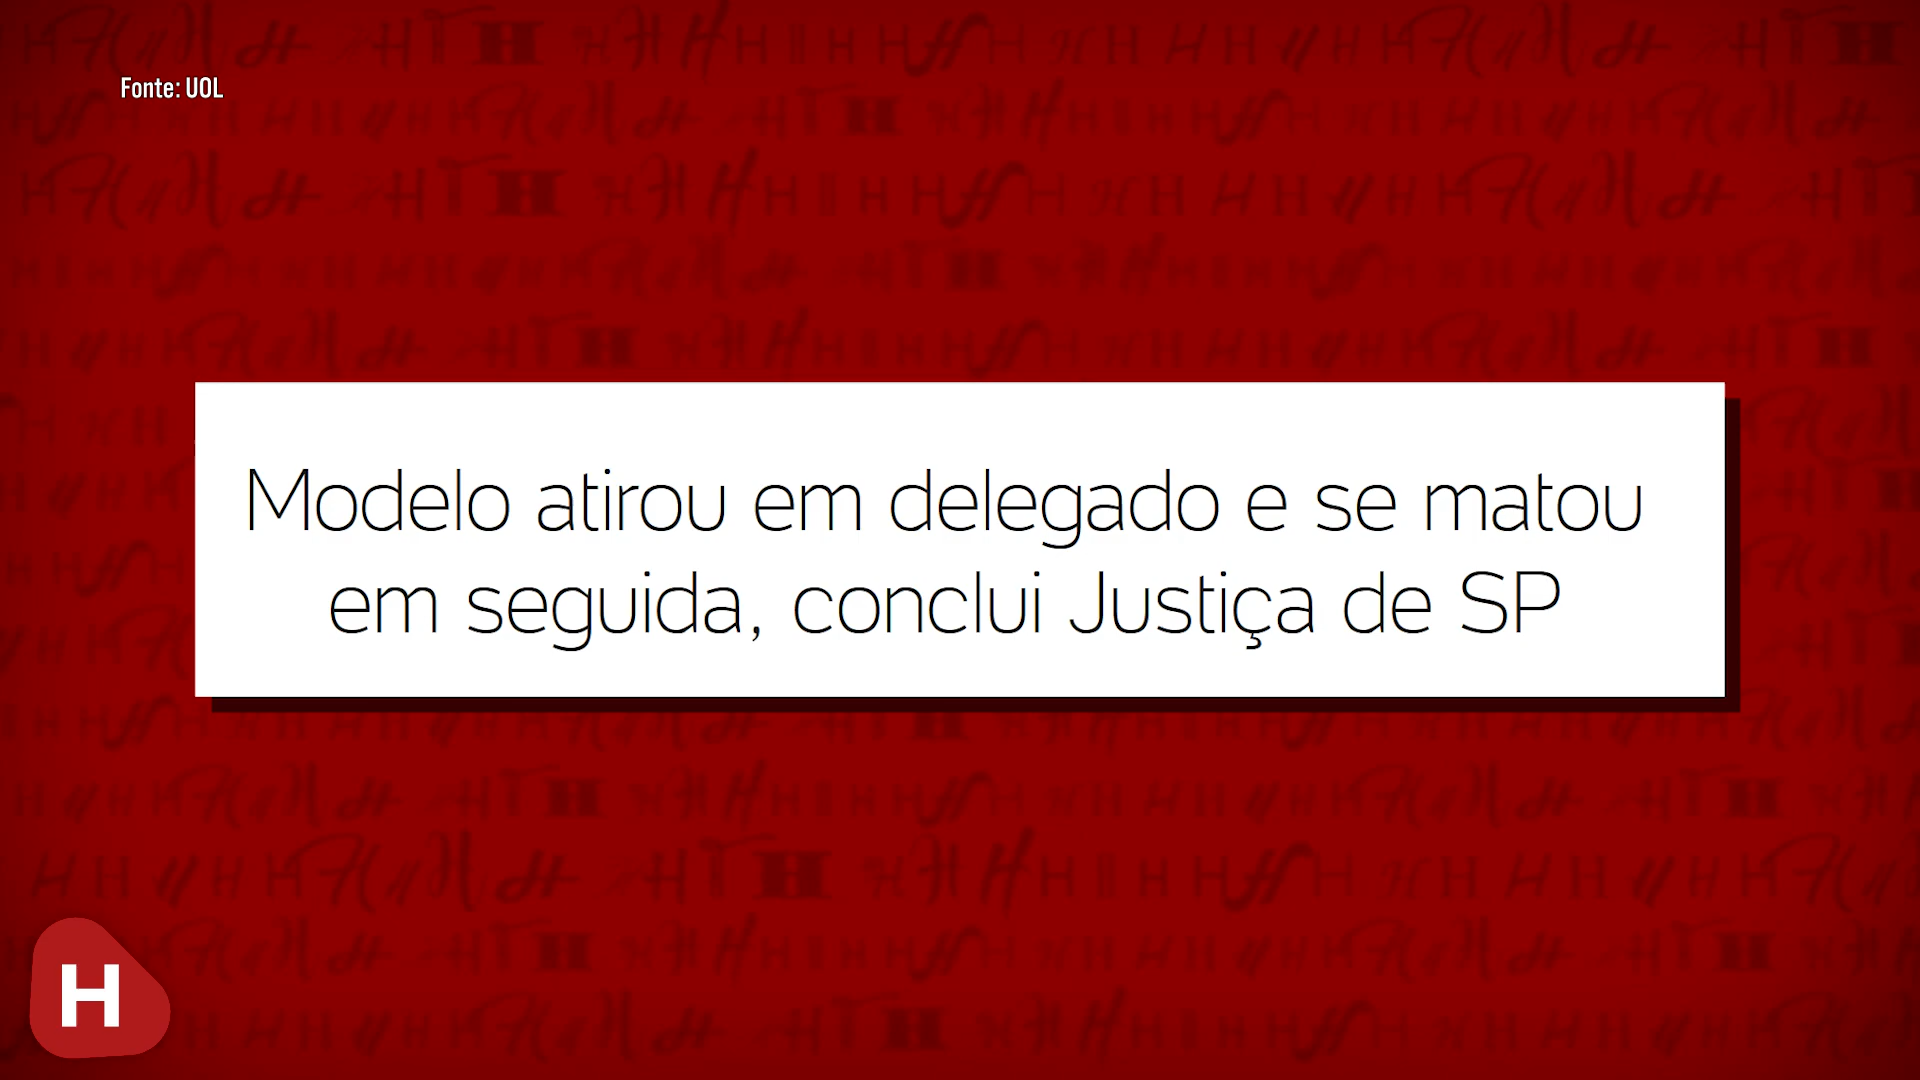 Fonte: UOL
Modelo atirou em delegado e se matou
em seguida, conclui Justiça de SP
H